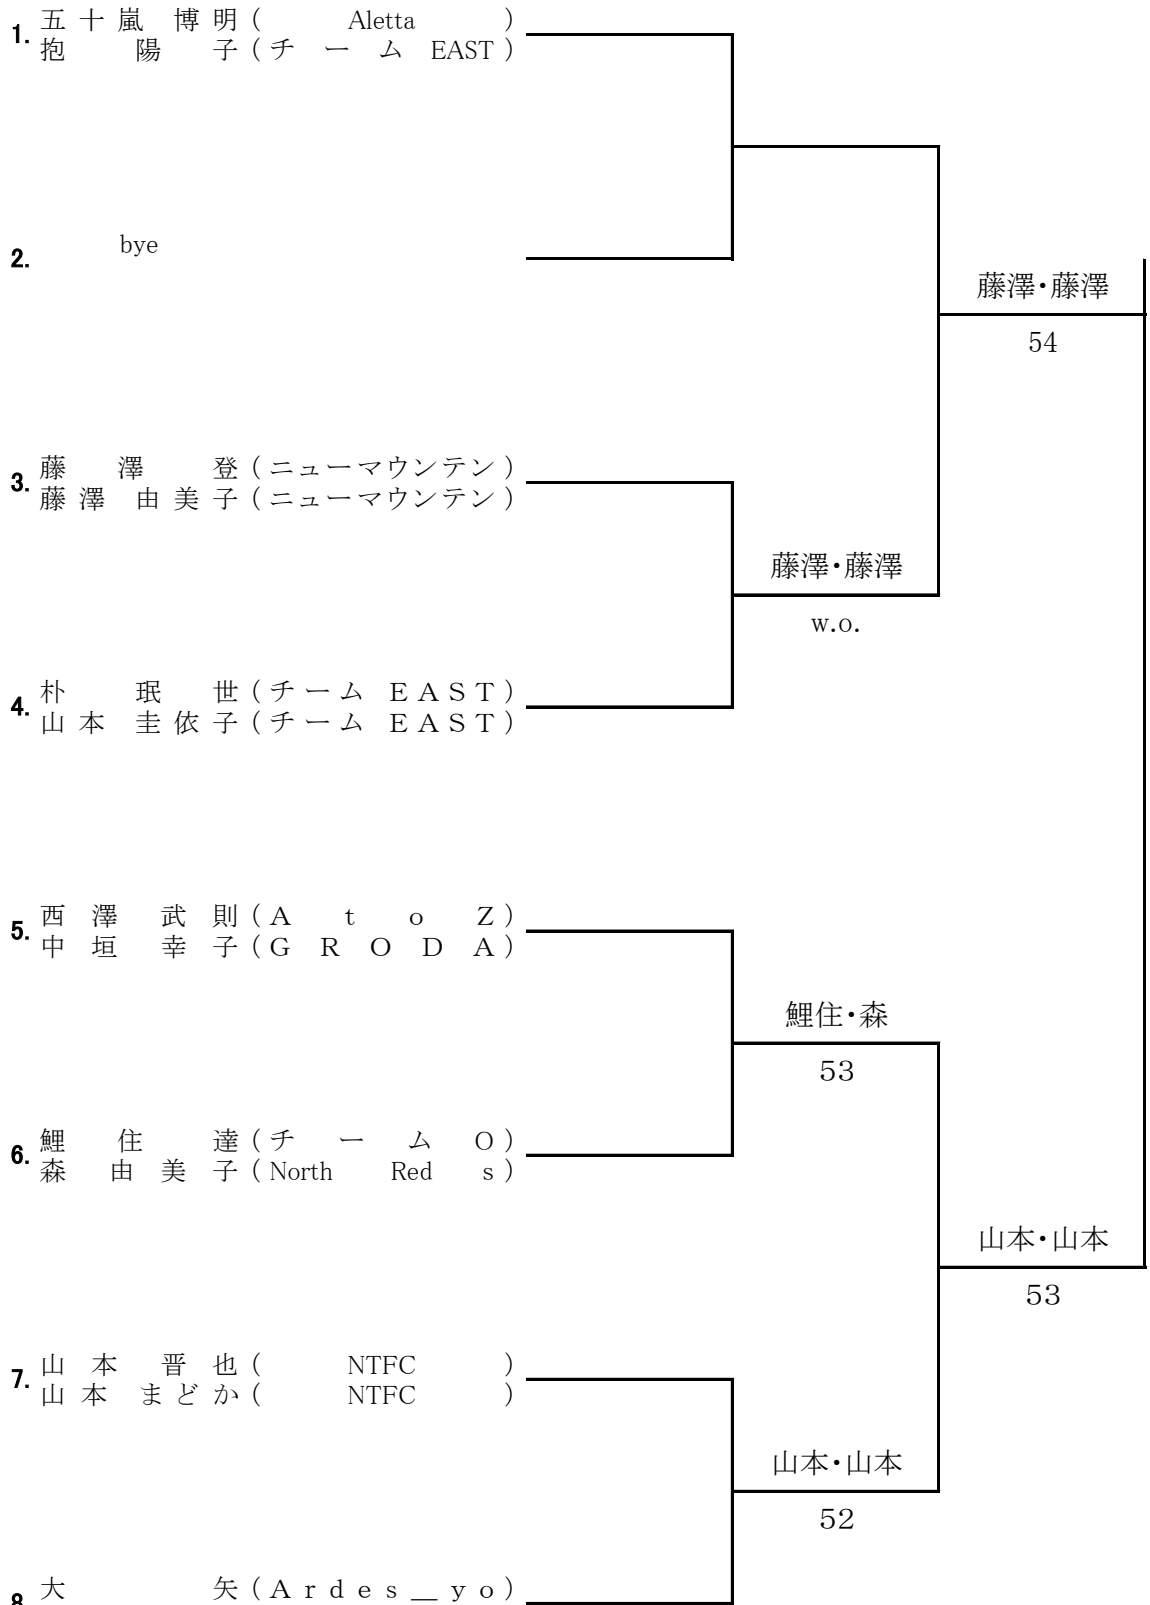 1. 五十嵐 博明(Aletta)
抱 陽子(チーム EAST)
2. bye
藤澤・藤澤
54
3. 藤澤 登(ニューマウンテン)
藤澤 由美子(ニューマウンテン)
藤澤・藤澤
w.o.
4. 朴 珉世(チーム EAST)
山本 圭依子(チーム EAST)
5. 西澤 武則(A to Z)
中垣 幸子(GRODA)
鯉住・森
53
6. 鯉住 達(チームO)
森 由美子(North Red s)
山本・山本
53
7. 山本 晋也(NTFC)
山本 まどか(NTFC)
山本・山本
52
8 大 矢(Ardes_yo)